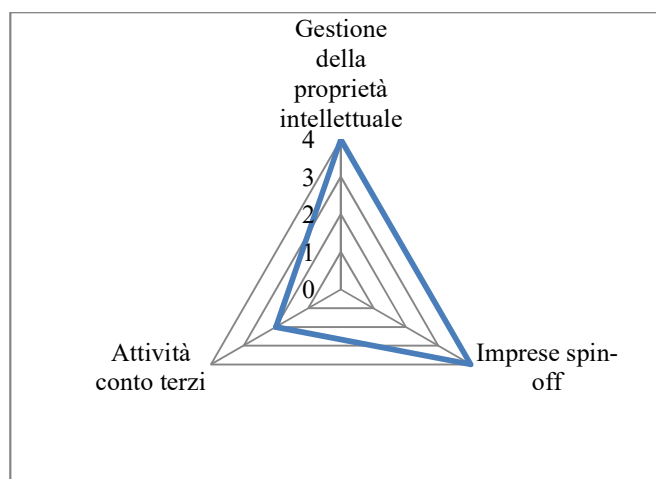 Gestione
della
proprietà
intellettuale
4
3
2
1
0
Attività
conto terzi
Imprese spin-
off